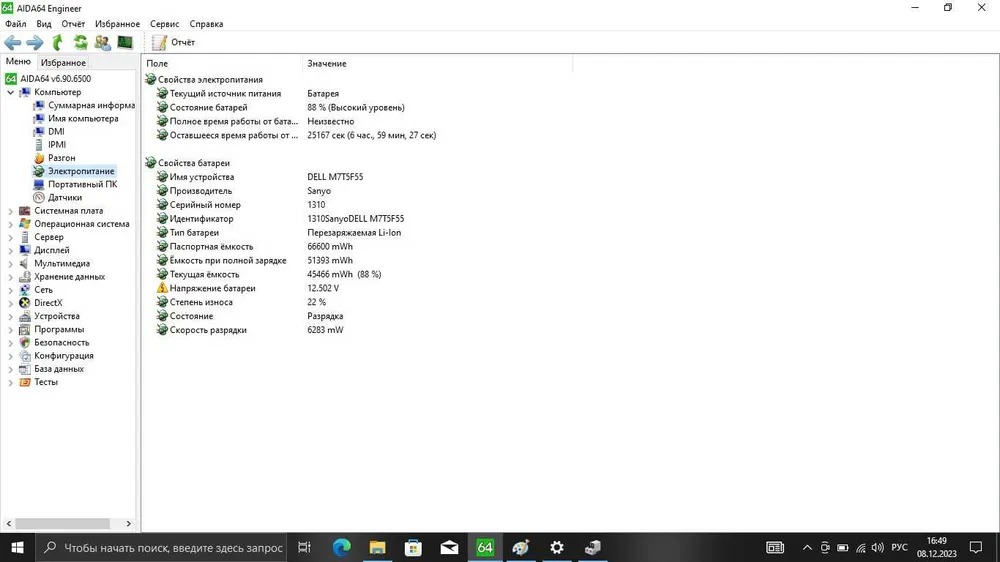 64 AIDA64 Engineer
Файл Вид Отчёт Избранное Сервис Справка
Отчёт
Меню Избранное
Поле Значение
64 AIDA64 v6.90.6500
Компьютер
Суммарная информа
Имя компьютера
DMI
IPMI
Разгон
Электропитание
Портативный ПК
Датчики
Системная плата
Операционная система
Сервер
Дисплей
Мультимедиа
Хранение данных
Сеть
DirectX
Устройства
Программы
Безопасность
Конфигурация
База данных
Тесты
Свойства электропитания
Текущий источник питания Батарея
Состояние батарей 88 % (Высокий уровень)
Полное время работы от бата... Неизвестно
Оставшееся время работы от ... 25167 сек (6 час., 59 мин, 27 сек)
Свойства батареи
Имя устройства DELL M7T5F55
Производитель Sanyo
Серийный номер 1310
Идентификатор 1310SanyoDELL M7T5F55
Тип батареи Перезаряжаемая Li-Ion
Паспортная ёмкость 66600 mWh
Ёмкость при полной зарядке 51393 mWh
Текущая ёмкость 45466 mWh (88 %)
Напряжение батареи 12.502 V
Степень износа 22 %
Состояние Разрядка
Скорость разрядки 6283 mW
Чтобы начать поиск, введите здесь запрос
64
РУС
16:49
08.12.2023